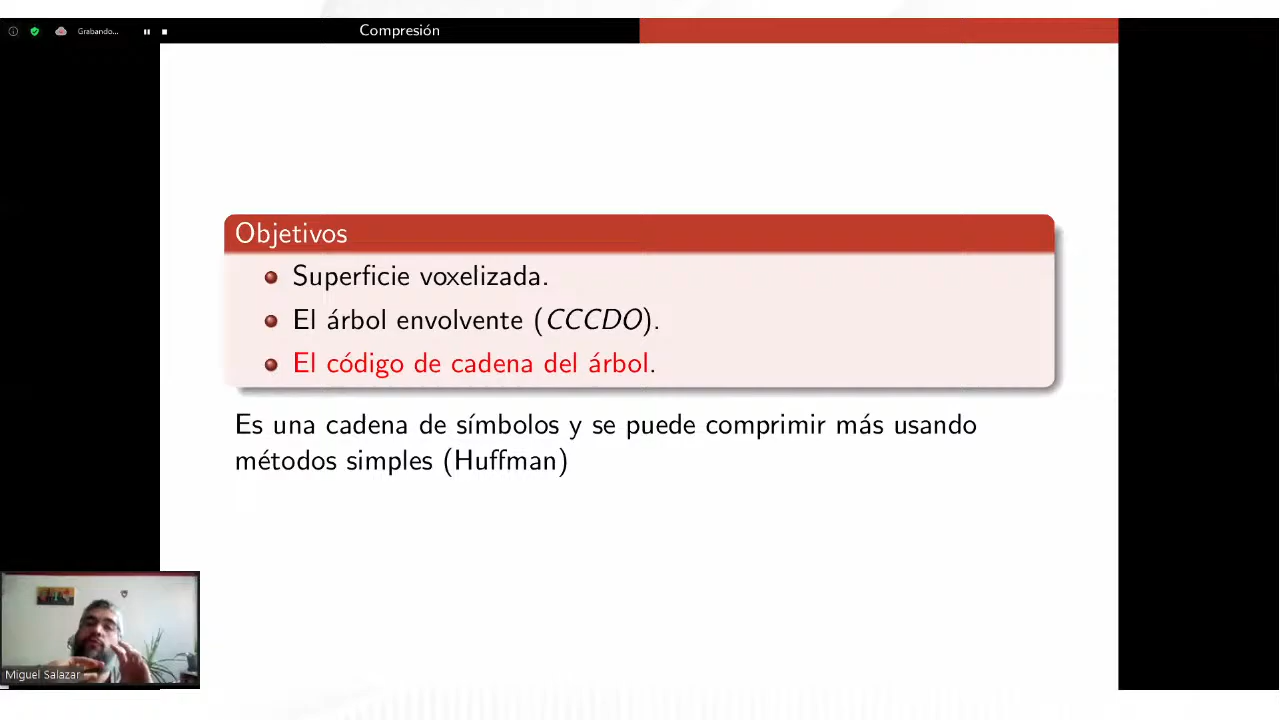 Grabando...
Compresión
Objetivos
Superficie voxelizada.
El árbol envolvente (CCCDO).
El código de cadena del árbol.
Es una cadena de símbolos y se puede comprimir más usando
métodos simples (Huffman)
Miguel Salazar